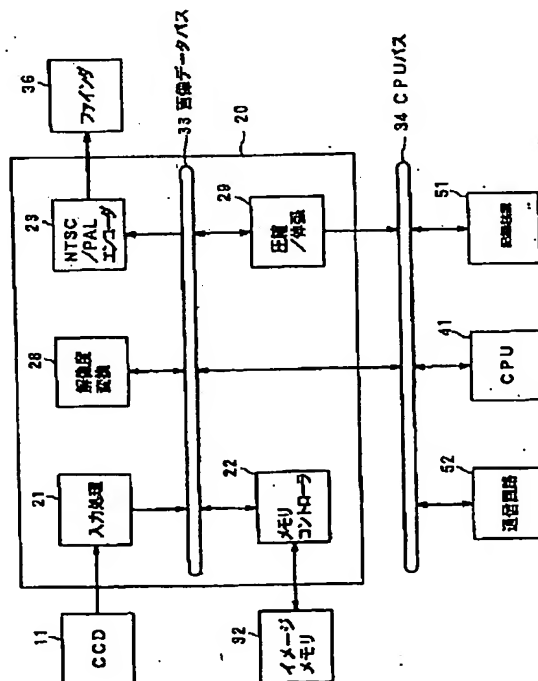 11
CCD
21
入力処理
28
解像度
変換
23
NTSC
/PAL
エンコーダ
36
ファインダ
33 画像データバス
20
32
イメージ
メモリ
22
メモリ
コントローラ
29
圧縮
/伸張
34 CPUバス
52
通信回路
41
CPU
51